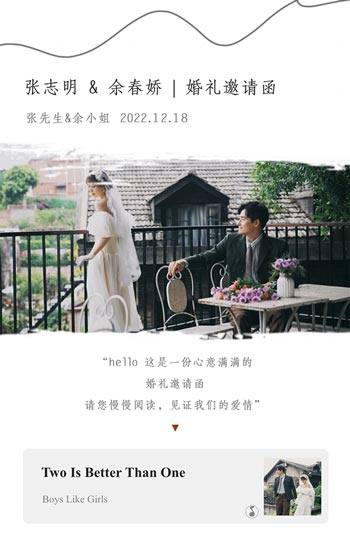 张志明 & 余春娇 | 婚礼邀请函
张先生&余小姐 2022.12.18
“hello 这是一份心意满满的
婚礼邀请函
请您慢慢阅读，见证我们的爱情”
Two Is Better Than One
Boys Like Girls